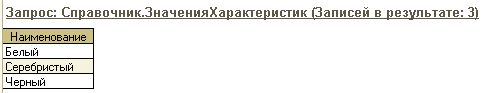 Запрос: Справочник.ЗначенияХарактеристик (Записей в результате: 3)
Наименование
Белый
Серебристый
Черный